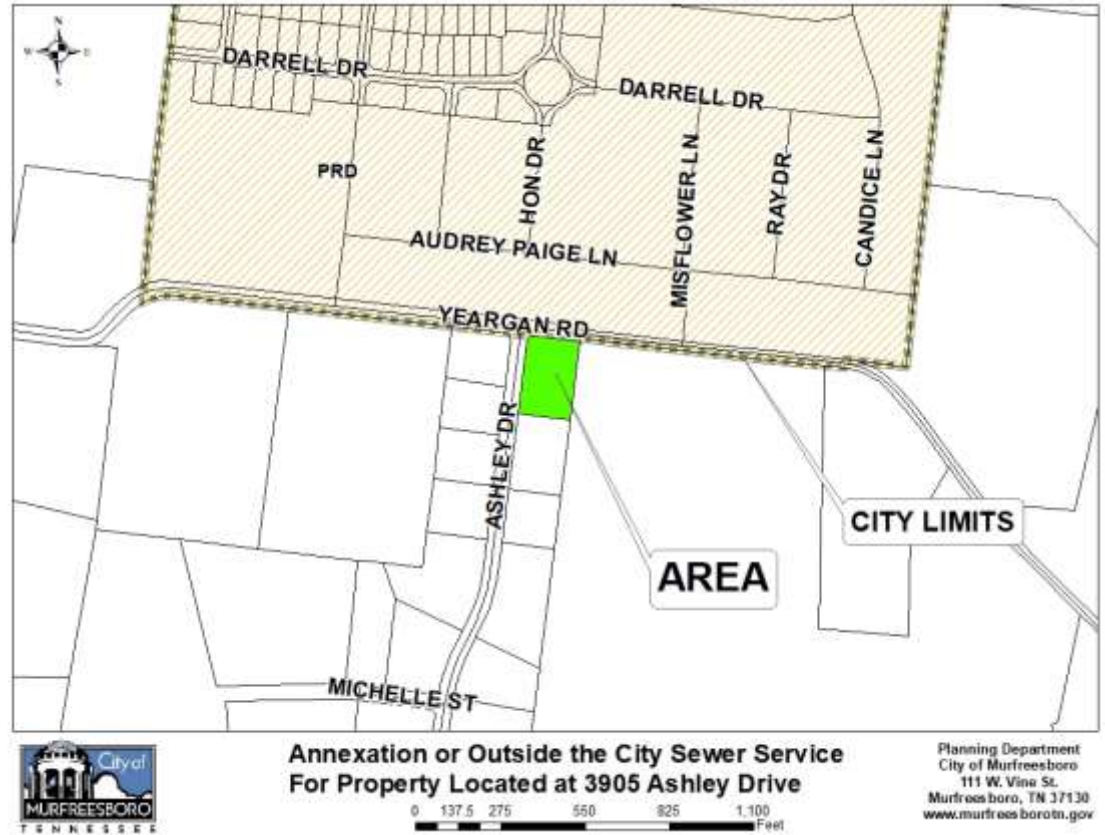 N
W E
S
DARRELL DR
DARRELL DR
PRD
HON DR
MISFLOWER LN
RAY DR
CANDICE LN
AUDREY PAIGE LN
YEARGAN RD
ASHLEY DR
CITY LIMITS
AREA
MICHELLE ST
City of
MURFREESBORO
TENNESSEE
Annexation or Outside the City Sewer Service
For Property Located at 3905 Ashley Drive
0 137.5 275 550 825 1,100
Feet
Planning Department
City of Murfreesboro
111 W. Vine St.
Murfreesboro, TN 37130
www.murfreesborotn.gov